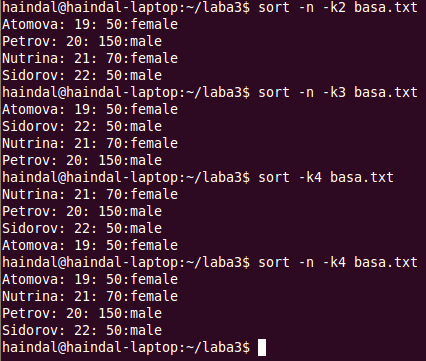 haindal@haindal-laptop:~/laba3$ sort -n -k2 basa.txt
Atomova: 19: 50:female
Petrov: 20: 150:male
Nutrina: 21: 70:female
Sidorov: 22: 50:male
haindal@haindal-laptop:~/laba3$ sort -n -k3 basa.txt
Atomova: 19: 50:female
Sidorov: 22: 50:male
Nutrina: 21: 70:female
Petrov: 20: 150:male
haindal@haindal-laptop:~/laba3$ sort -k4 basa.txt
Nutrina: 21: 70:female
Petrov: 20: 150:male
Sidorov: 22: 50:male
Atomova: 19: 50:female
haindal@haindal-laptop:~/laba3$ sort -n -k4 basa.txt
Atomova: 19: 50:female
Nutrina: 21: 70:female
Petrov: 20: 150:male
Sidorov: 22: 50:male
haindal@haindal-laptop:~/laba3$